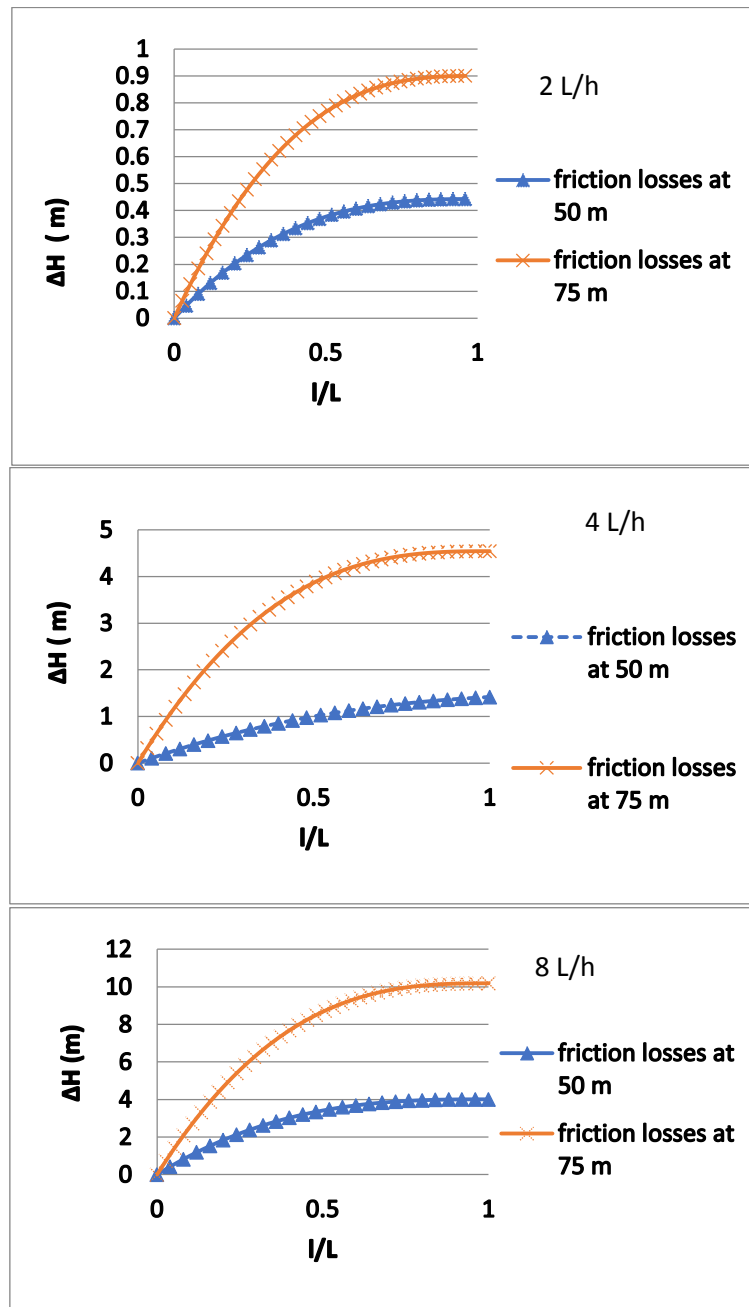 2 L/h
1
0.9
0.8
0.7
0.6
0.5
0.4
0.3
0.2
0.1
0
ΔH ( m)
0 0.5 1
l/L
friction losses at
50 m
friction losses at
75 m
4 L/h
5
4
3
2
1
0
ΔH ( m)
0 0.5 1
l/L
friction losses
at 50 m
friction losses
at 75 m
8 L/h
12
10
8
6
4
2
0
ΔH (m)
0 0.5 1
l/L
friction losses at
50 m
friction losses at
75 m